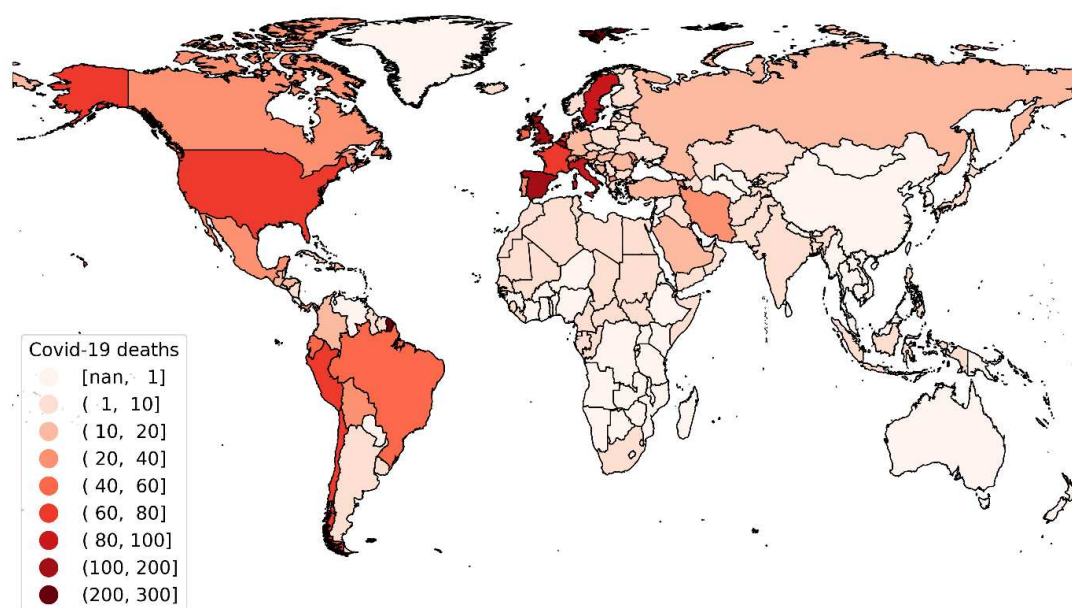 Covid-19 deaths
[nan, 1]
( 1, 10]
( 10, 20]
( 20, 40]
( 40, 60]
( 60, 80]
( 80, 100]
(100, 200]
(200, 300]